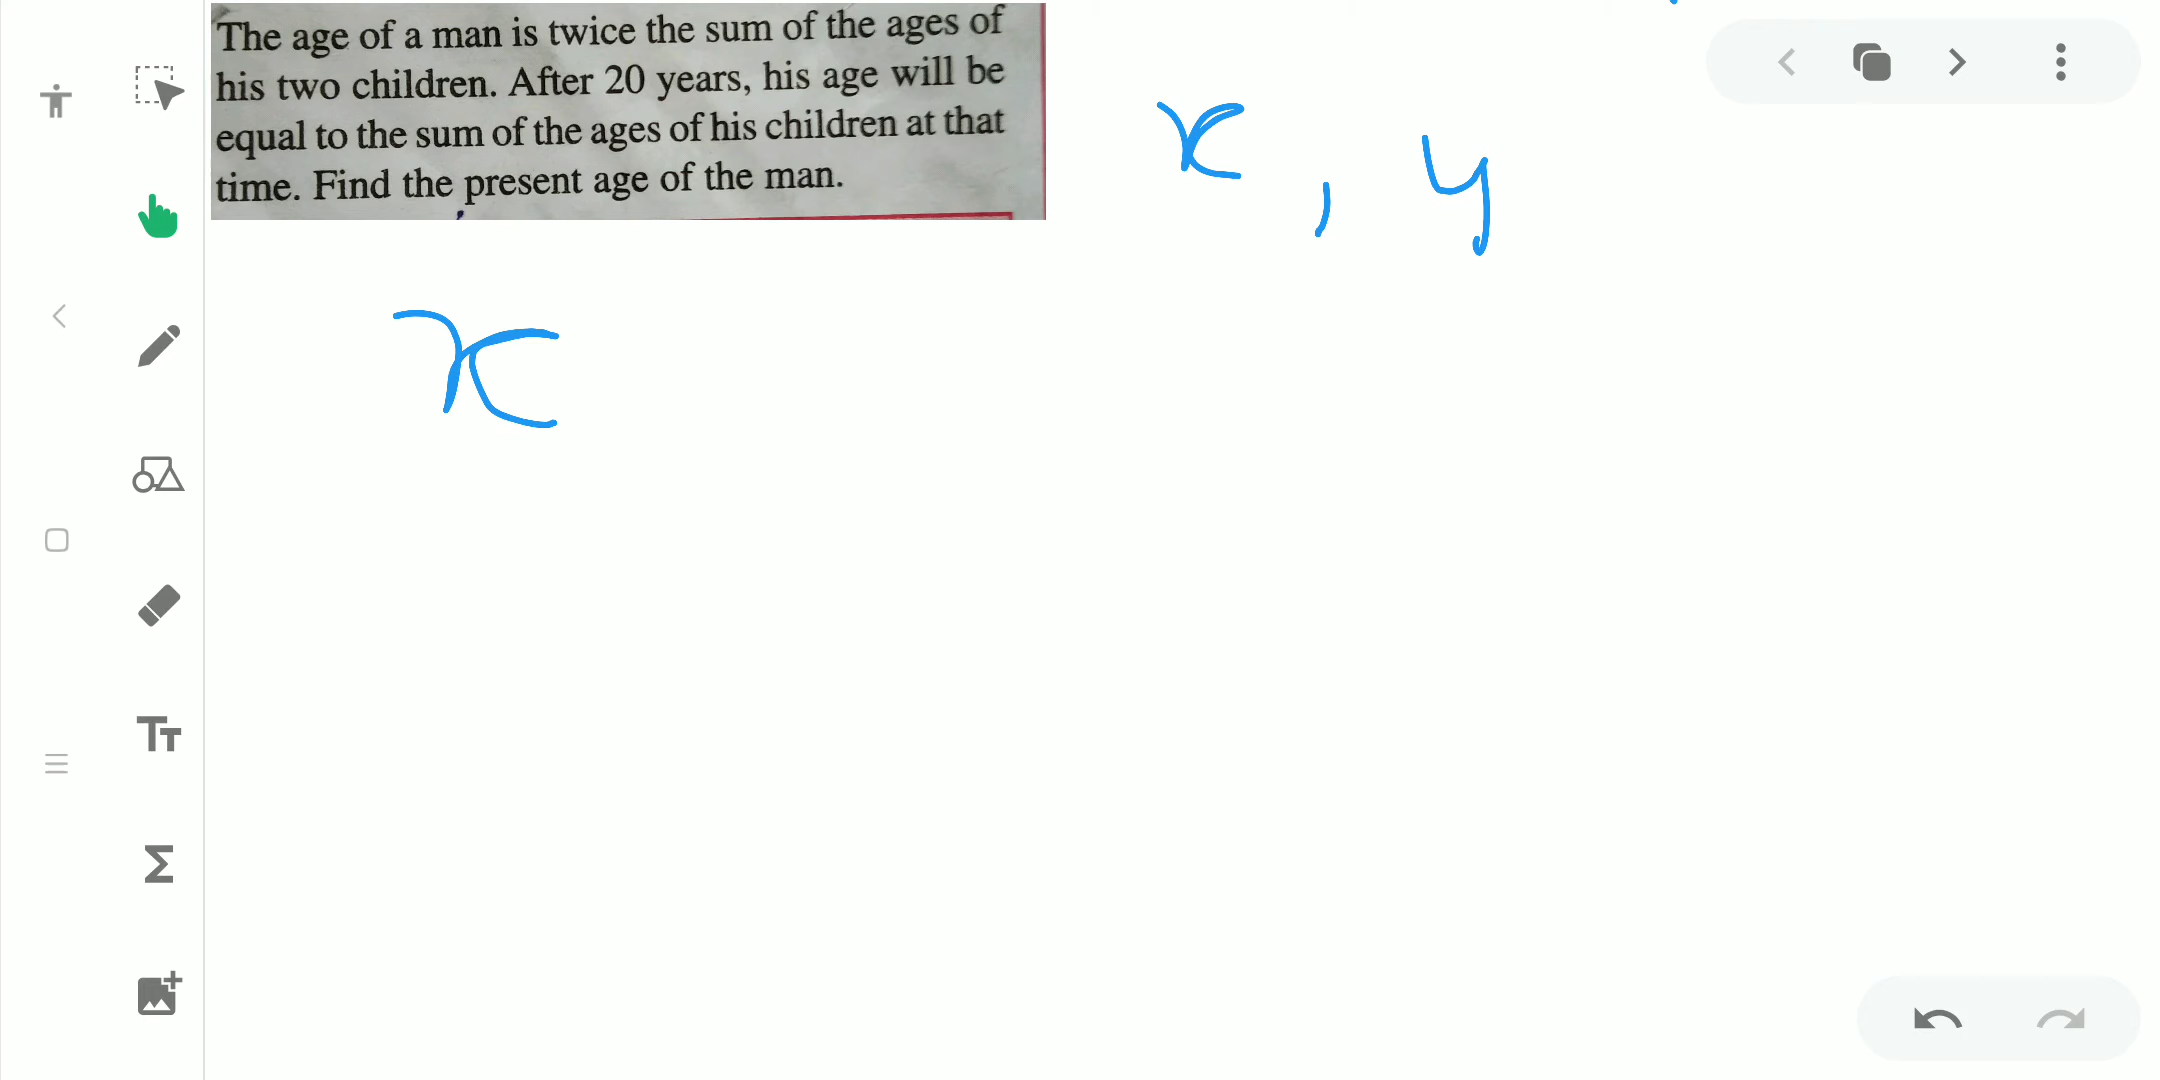 The age of a man is twice the sum of the ages of
his two children. After 20 years, his age will be
equal to the sum of the ages of his children at that
time. Find the present age of the man.
x , y
x
Tт
Σ